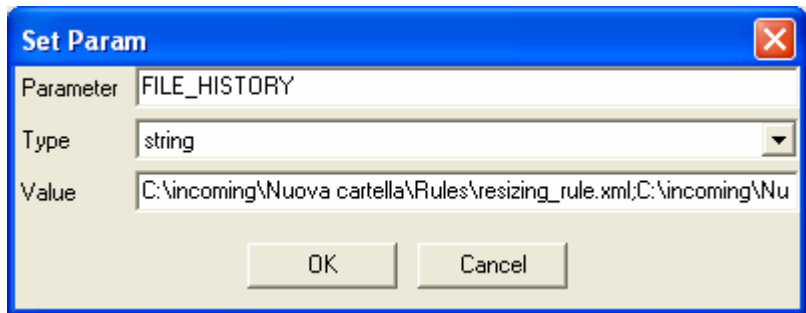 Set Param
Parameter FILE_HISTORY
Type string
Value C:\incoming\Nuova cartella\Rules\resizing_rule.xml;C:\incoming\Nu
OK Cancel